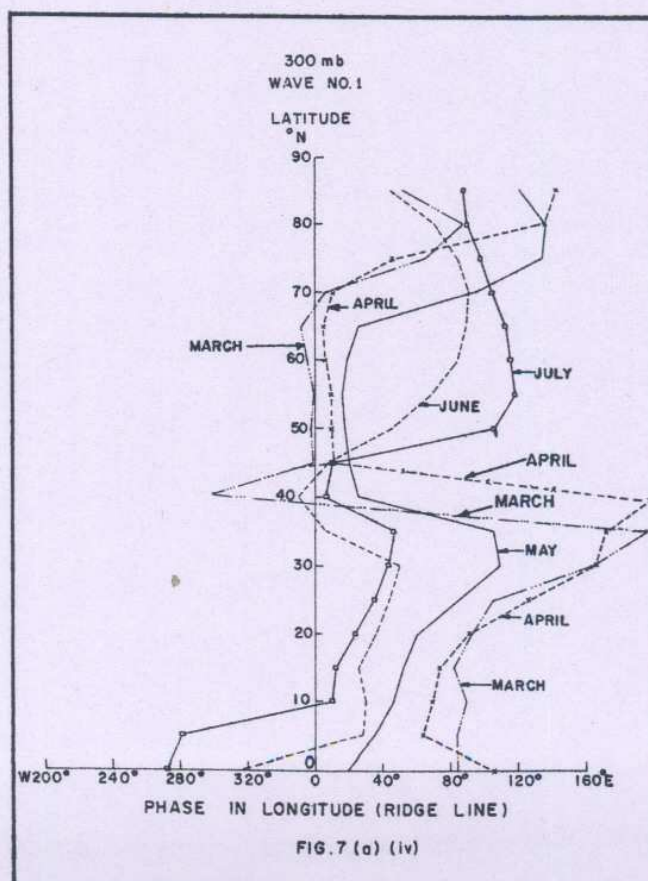 300 mb
WAVE NO. 1
LATITUDE
°N
90
80
70
APRIL
MARCH
60
JULY
JUNE
50
APRIL
40
MARCH
MAY
30
APRIL
20
MARCH
10
0
W200° 280° 320° 0 40° 80° 120° 160°E
PHASE IN LONGITUDE (RIDGE LINE)
FIG. 7 (a) (iv)